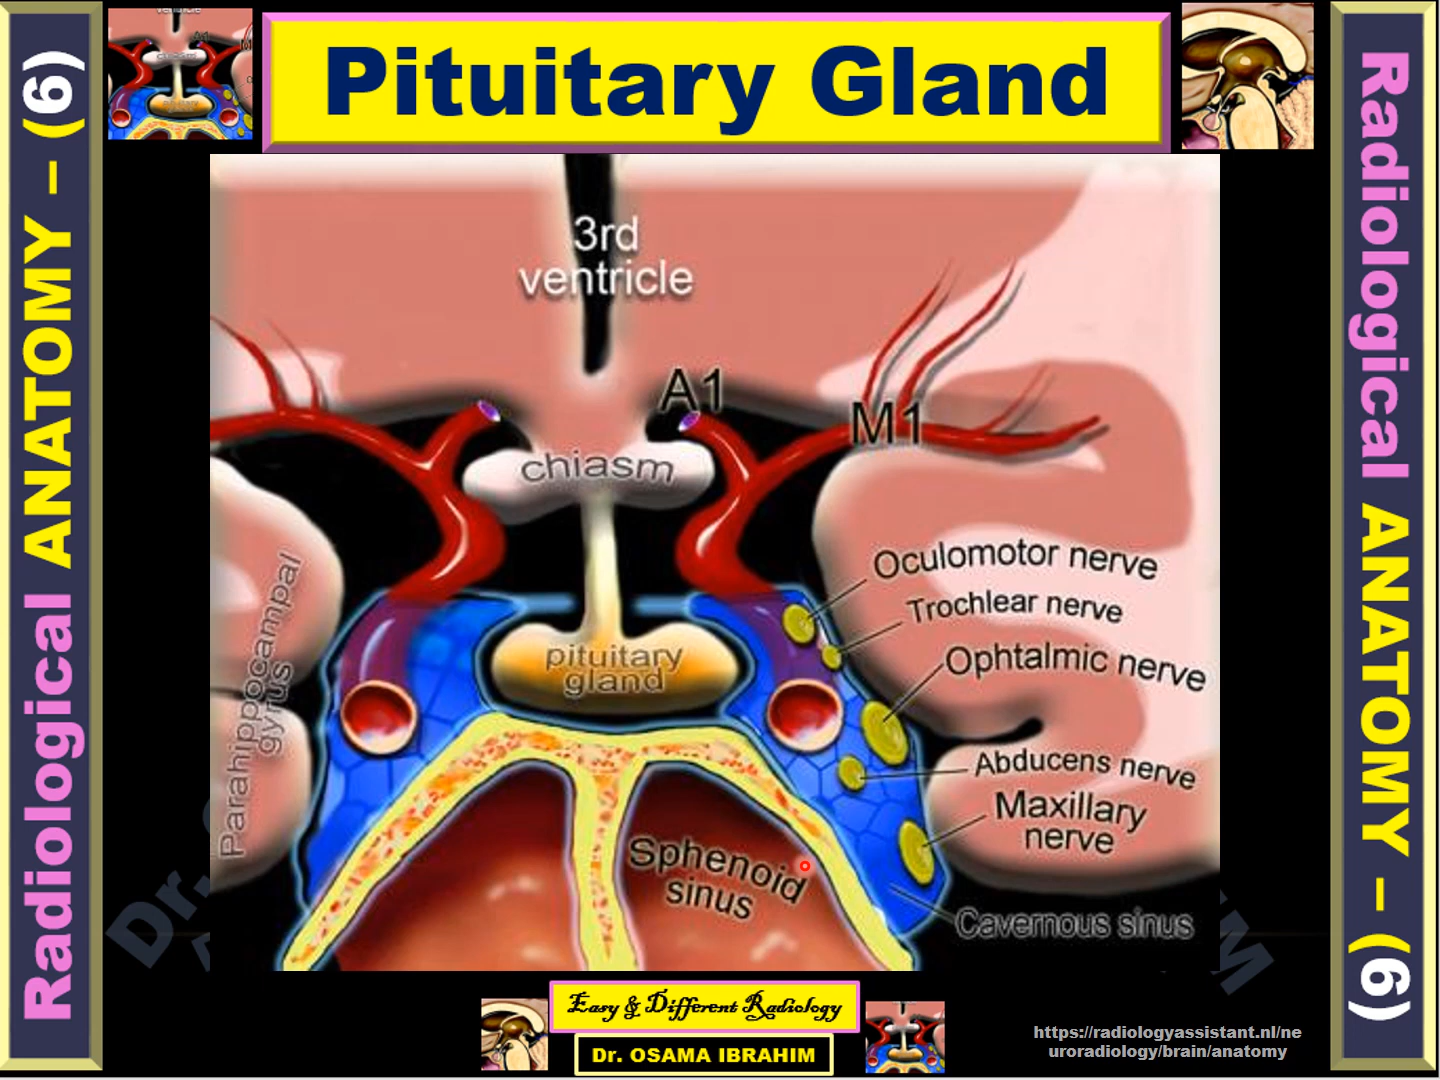 Pituitary Gland
Radiological ANATOMY – (6)
Radiological ANATOMY – (6)
3rd
ventricle
A1
M1
chiasm
Oculomotor nerve
Trochlear nerve
Ophtalmic nerve
pituitary
gland
Parahippocampal
gyrus
Abducens nerve
Maxillary
nerve
Sphenoid
sinus
Cavernous sinus
Easy & Different Radiology
Dr. OSAMA IBRAHIM
https://radiologyassistant.nl/ne
uroradiology/brain/anatomy